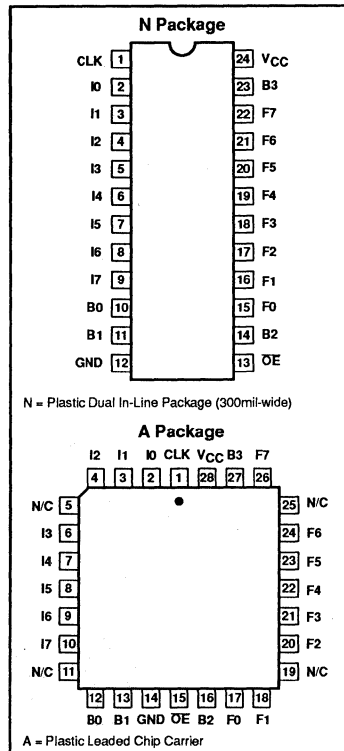 N Package
CLK 1 24 VCC
I0 2 23 B3
I1 3 22 F7
I2 4 21 F6
I3 5 20 F5
I4 6 19 F4
I5 7 18 F3
I6 8 17 F2
I7 9 16 F1
B0 10 15 F0
B1 11 14 B2
GND 12 13 OE
N = Plastic Dual In-Line Package (300mil-wide)
A Package
I2 I1 I0 CLK VCC B3 F7
4 3 2 1 28 27 26
N/C 5 25 N/C
I3 6 24 F6
I4 7 23 F5
I5 8 22 F4
I6 9 21 F3
I7 10 20 F2
N/C 11 19 N/C
12 13 14 15 16 17 18
B0 B1 GND OE B2 F0 F1
A = Plastic Leaded Chip Carrier